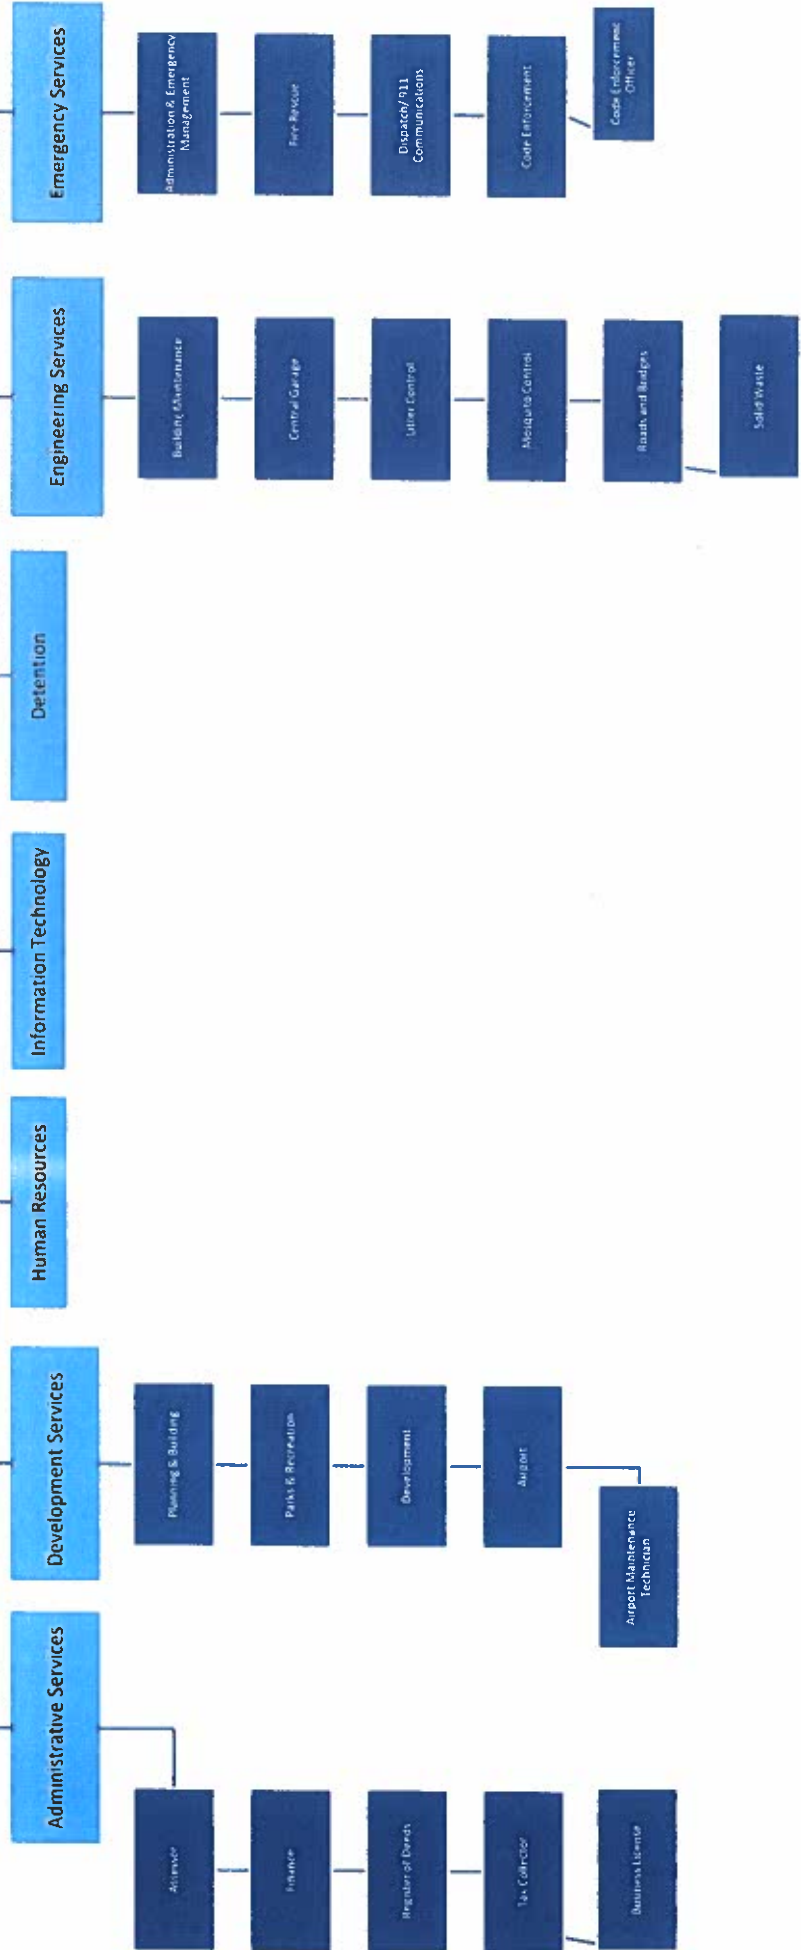 Administrative Services
Assessor
Finance
Register of Deeds
Tax Collector
Business License
Development Services
Planning & Building
Parks & Recreation
Development
Airport
Airport Maintenance
Technician
Human Resources
Information Technology
Detention
Engineering Services
Building Maintenance
Central Garage
Litter Control
Mosquito Control
Roads and Bridges
Solid Waste
Emergency Services
Administration & Emergency
Management
Fire-Rescue
Dispatch/ 911
Communications
Code Enforcement
Code Enforcement
Officer